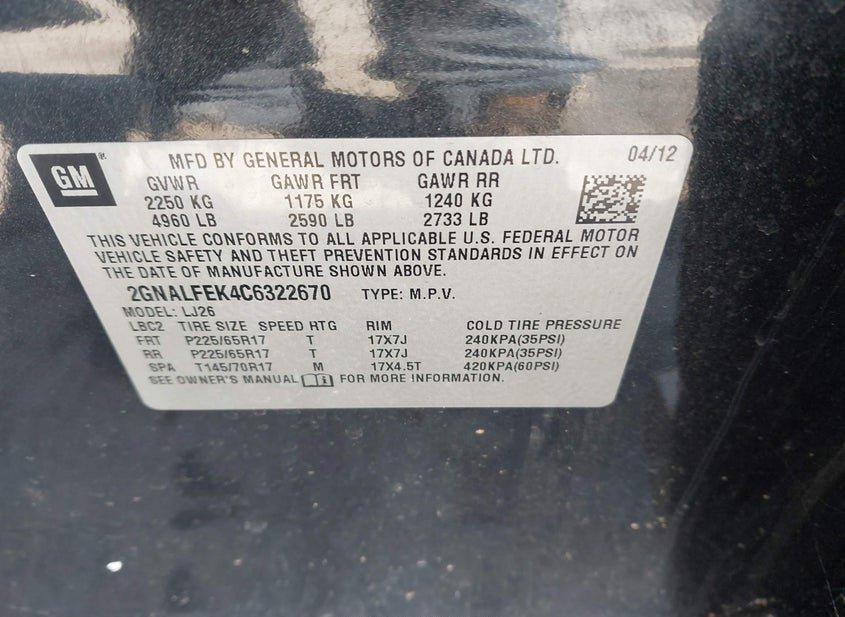 GM MFD BY GENERAL MOTORS OF CANADA LTD. 04/12
GVWR GAWR FRT GAWR RR
2250 KG 1175 KG 1240 KG
4960 LB 2590 LB 2733 LB
THIS VEHICLE CONFORMS TO ALL APPLICABLE U.S. FEDERAL MOTOR
VEHICLE SAFETY AND THEFT PREVENTION STANDARDS IN EFFECT ON
THE DATE OF MANUFACTURE SHOWN ABOVE.
2GNALFEK4C6322670 TYPE: M.P.V.
MODEL: LJ26
LBC2 TIRE SIZE SPEED RTG RIM COLD TIRE PRESSURE
FRT P225/65R17 T 17X7J 240KPA(35PSI)
RR P225/65R17 T 17X7J 240KPA(35PSI)
SPA T145/70R17 M 17X4.5T 420KPA(60PSI)
SEE OWNER'S MANUAL FOR MORE INFORMATION.